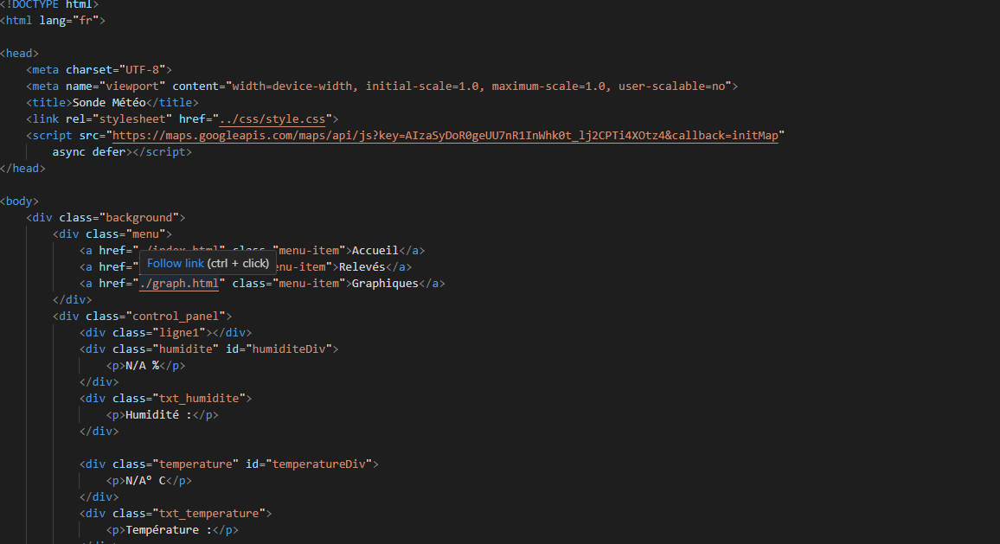 <!DOCTYPE html>
<html lang="fr">
<head>
<meta charset="UTF-8">
<meta name="viewport" content="width=device-width, initial-scale=1.0, maximum-scale=1.0, user-scalable=no">
<title>Sonde Météo</title>
<link rel="stylesheet" href="../css/style.css">
<script src="https://maps.googleapis.com/maps/api/js?key=AIzaSyDoR0geUU7nR1InWhk0t_lj2CPTi4XOtz4&callback=initMap"
async defer></script>
</head>
<body>
<div class="background">
<div class="menu">
<a href="./index.html" class="menu-item">Accueil</a>
<a href=" Follow link (ctrl + click) nu-item">Relevés</a>
<a href="./graph.html" class="menu-item">Graphiques</a>
</div>
<div class="control_panel">
<div class="ligne1"></div>
<div class="humidite" id="humiditeDiv">
<p>N/A %</p>
</div>
<div class="txt_humidite">
<p>Humidité :</p>
</div>
<div class="temperature" id="temperatureDiv">
<p>N/A° C</p>
</div>
<div class="txt_temperature">
<p>Température :</p>